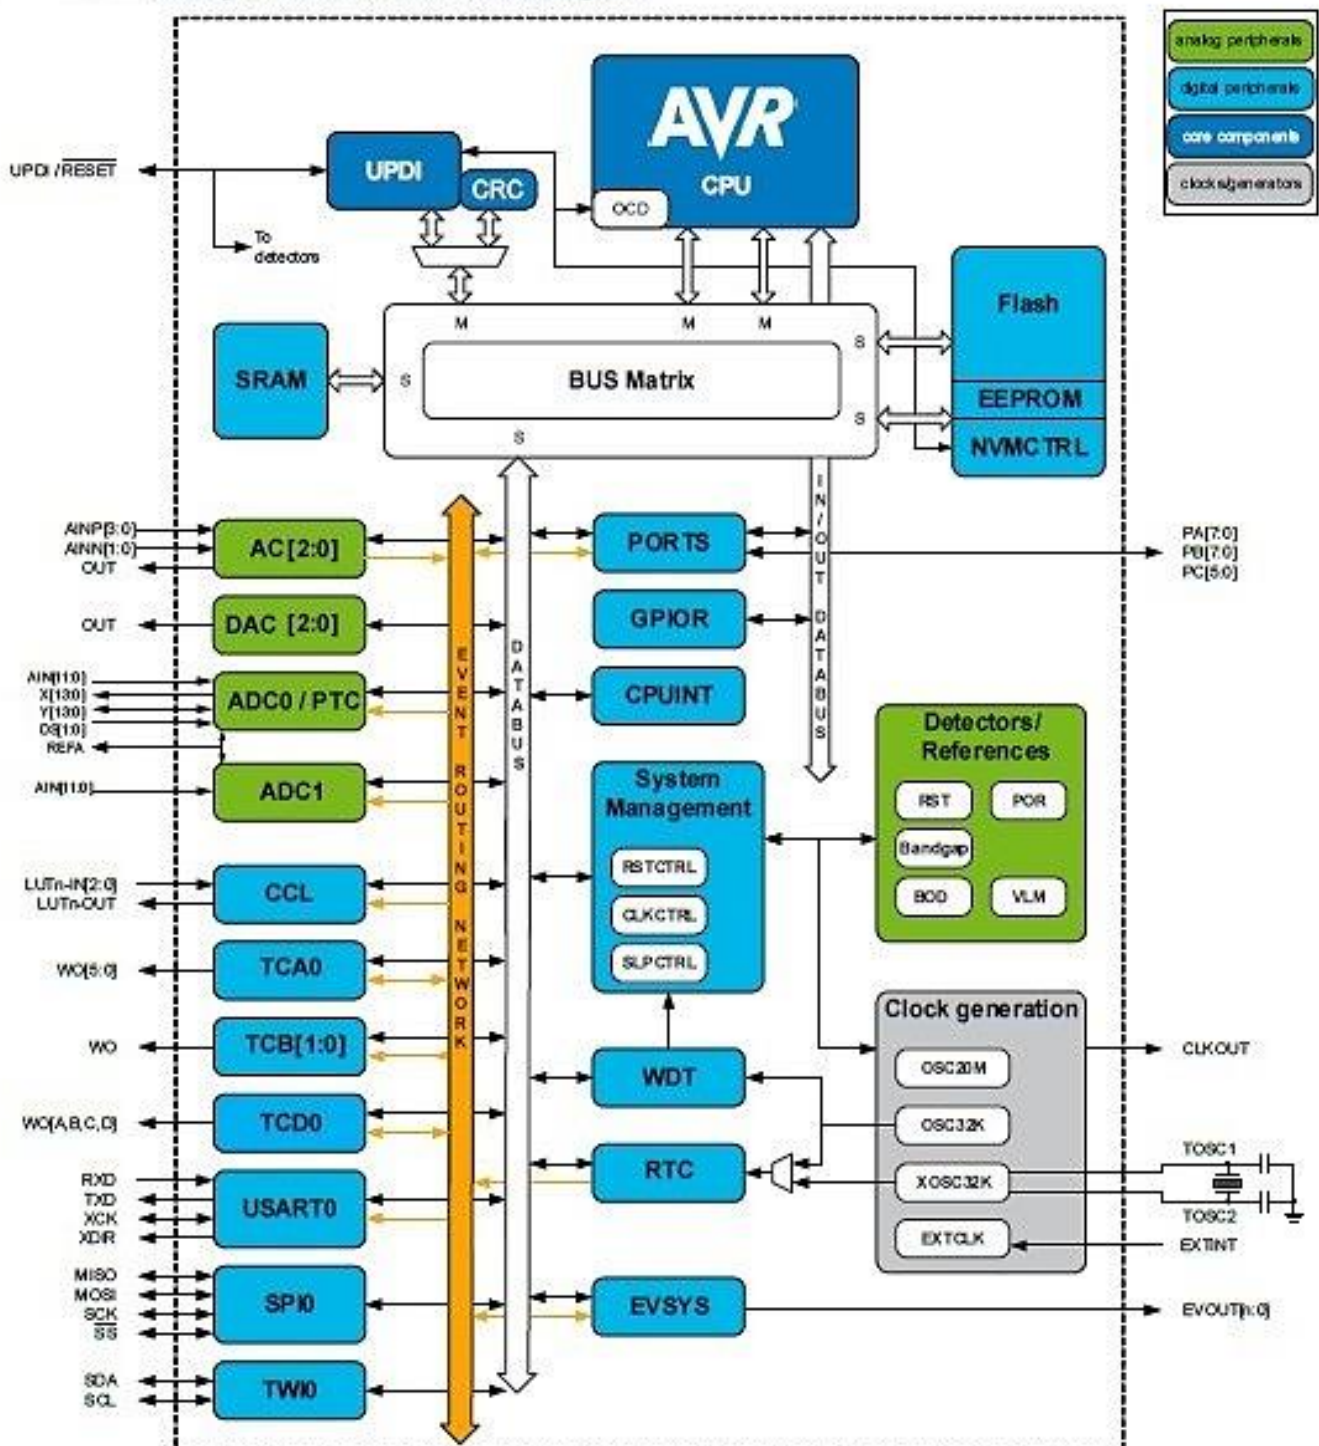 analog peripherals
digital peripherals
core components
clocks/generators
AVR
CPU
OCD
UPDI
CRC
UPDI / RESET
To
detectors
Flash
EEPROM
NVMCTRL
SRAM
BUS Matrix
M
M
M
S
S
S
S
AINP[3:0]
AINN[1:0]
OUT
AC [2:0]
OUT
DAC [2:0]
AIN[11:0]
X[13:0]
Y[13:0]
REFA
ADC0 / PTC
AIN[11:0]
ADC1
LUTn-IN[2:0]
LUTn-OUT
CCL
WO[5:0]
TCA0
WO
TCB[1:0]
WO[A,B,C,D]
TCD0
RXD
TXD
XCK
XDIR
USART0
MISO
MOSI
SCK
SS
SPI0
SDA
SCL
TWI0
EVENT ROUTING NETWORK
DATABUS
IN/OUT DATABUS
PORTS
GPIOR
CPUINT
System
Management
RSTCTRL
CLKCTRL
SLPCTRL
WDT
RTC
EVSYS
PA[7:0]
PB[7:0]
PC[5:0]
Detectors/
References
RST
POR
Bandgap
BOD
VLM
Clock generation
OSC20M
OSC32K
XOSC32K
EXTCLK
CLKOUT
TOSC1
TOSC2
EXTINT
EVOUT[n:0]